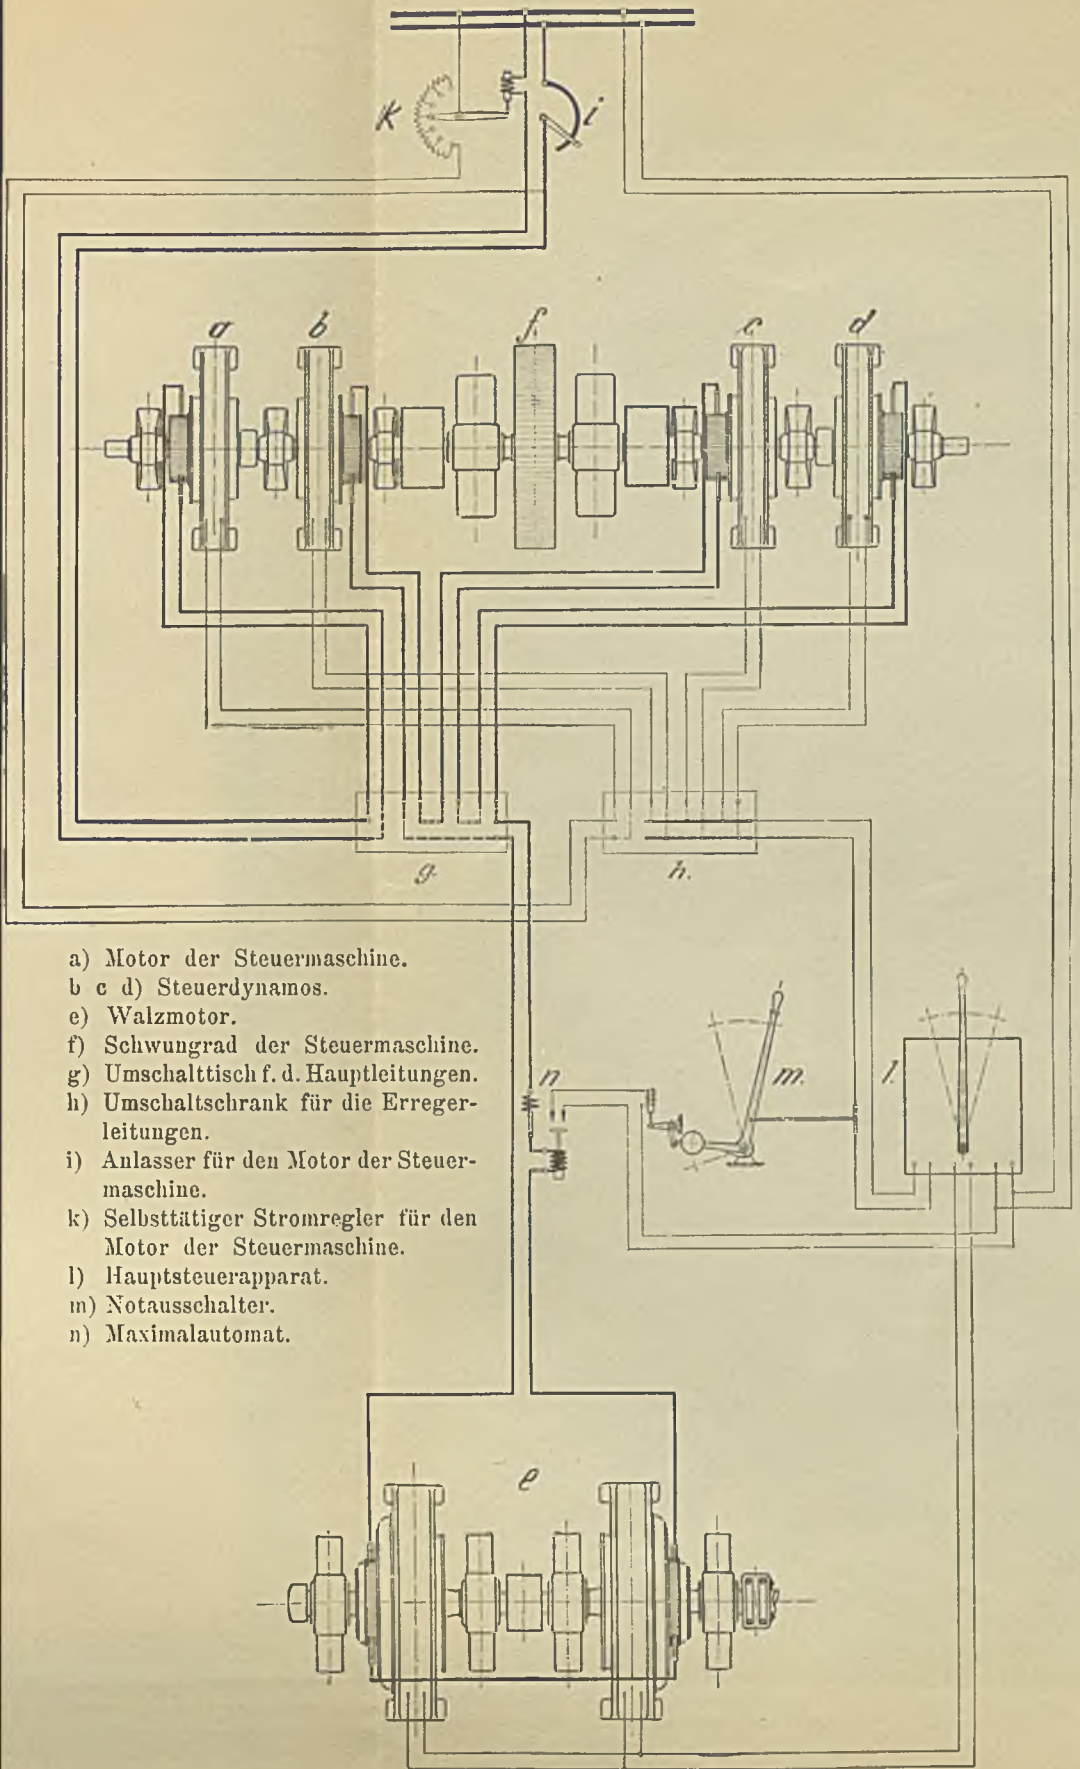 k
i
a
b
f
c
d
g.
h.
a) Motor der Steuermaschine.
b c d) Steuerdynamos.
e) Walzmotor.
f) Schwungrad der Steuermaschine.
g) Umschalttisch f. d. Hauptleitungen.
h) Umschaltschrank für die Erreger-
leitungen.
i) Anlasser für den Motor der Steuer-
maschine.
k) Selbsttätiger Stromregler für den
Motor der Steuermaschine.
l) Hauptsteuerapparat.
m) Notausschalter.
n) Maximalautomat.
n
m.
l.
e